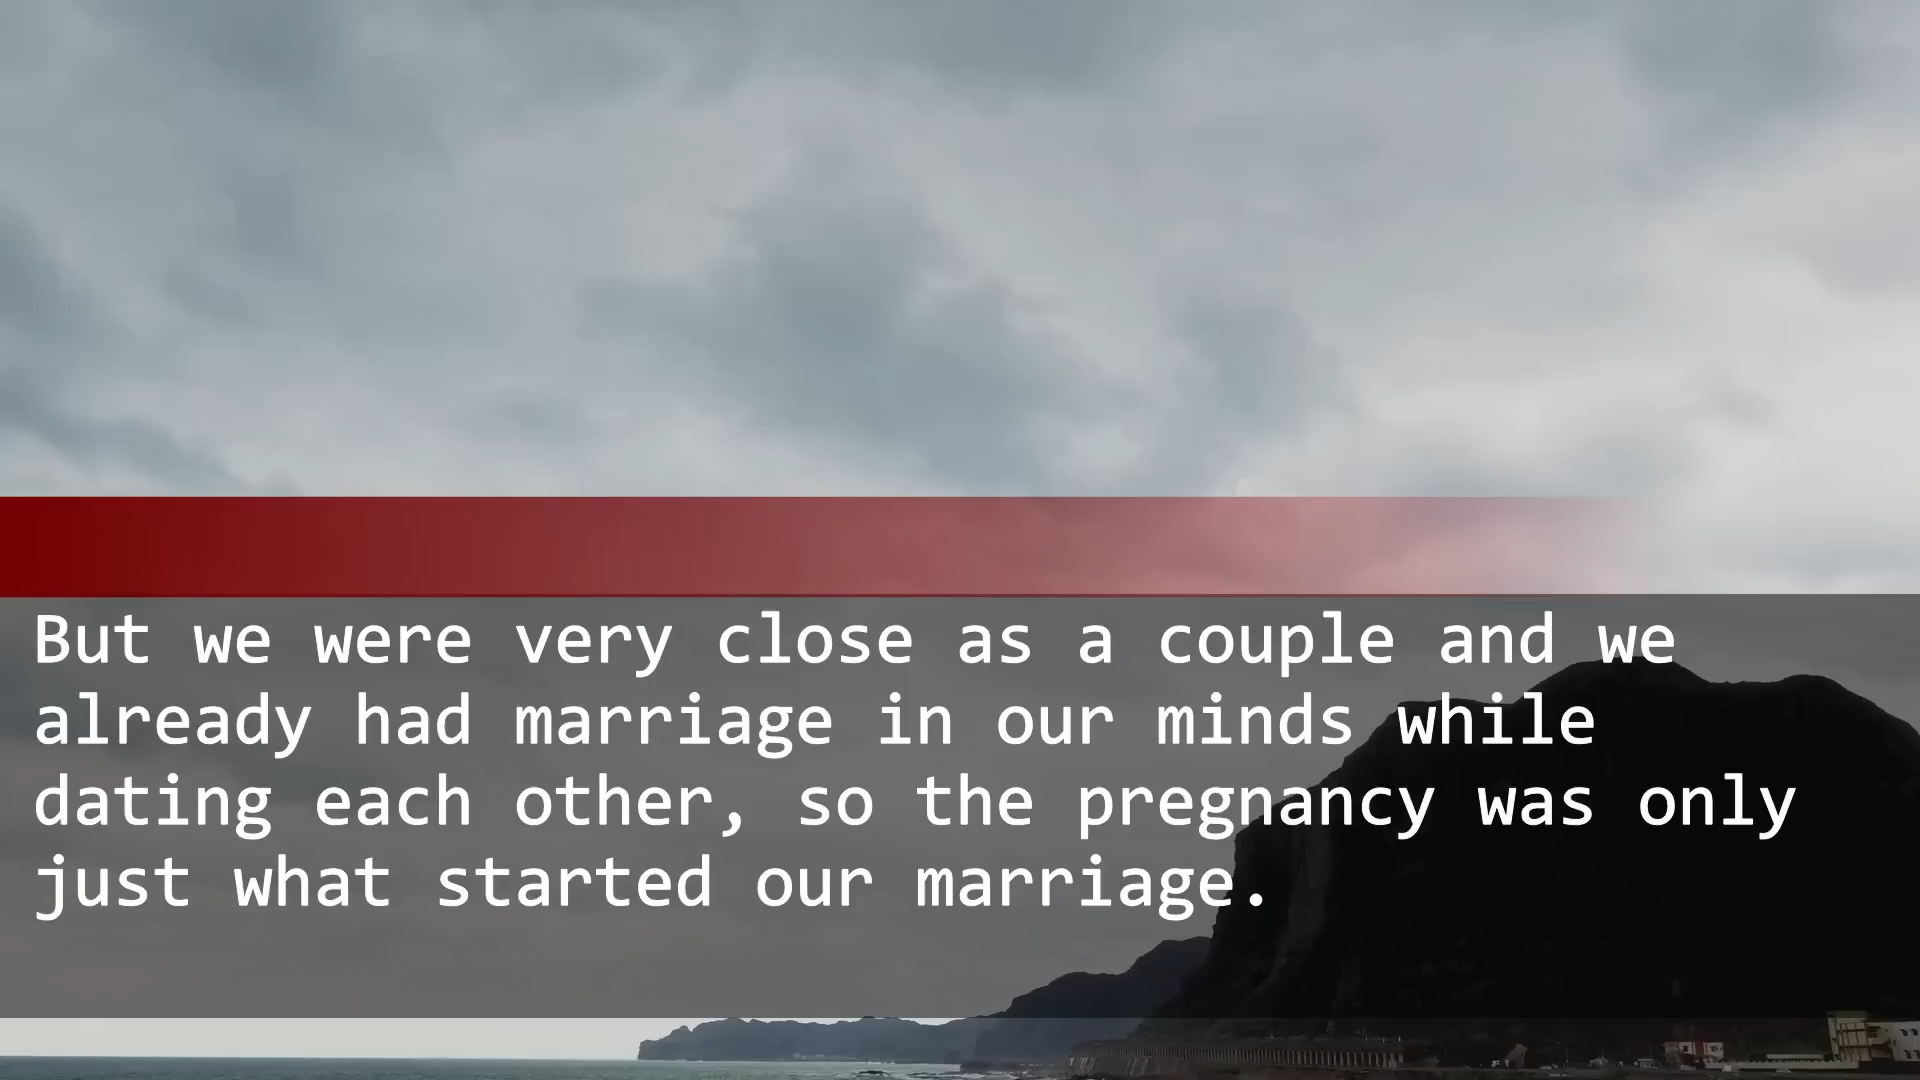 But we were very close as a couple and we
already had marriage in our minds while
dating each other, so the pregnancy was only
just what started our marriage.